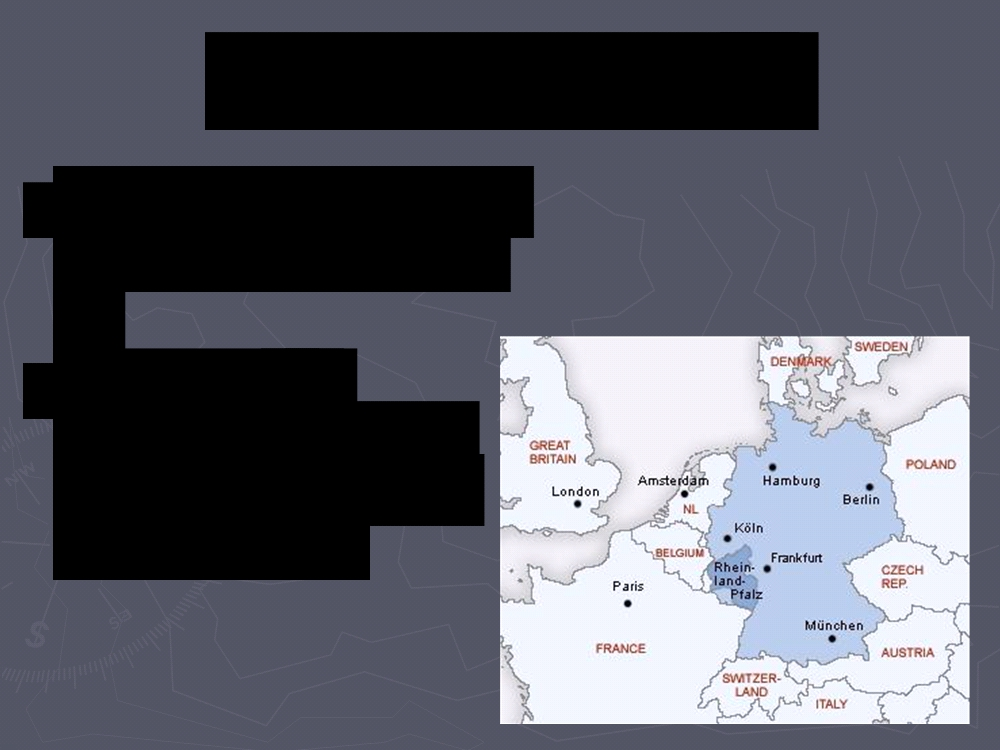 SWEDEN
DENMARK
GREAT
BRITAIN
POLAND
Amsterdam
Hamburg
London
Berlin
NL
Köln
BELGIUM
Frankfurt
Rhein-
land-
Pfalz
CZECH
REP.
Paris
München
FRANCE
AUSTRIA
SWITZER-
LAND
ITALY
NW
S